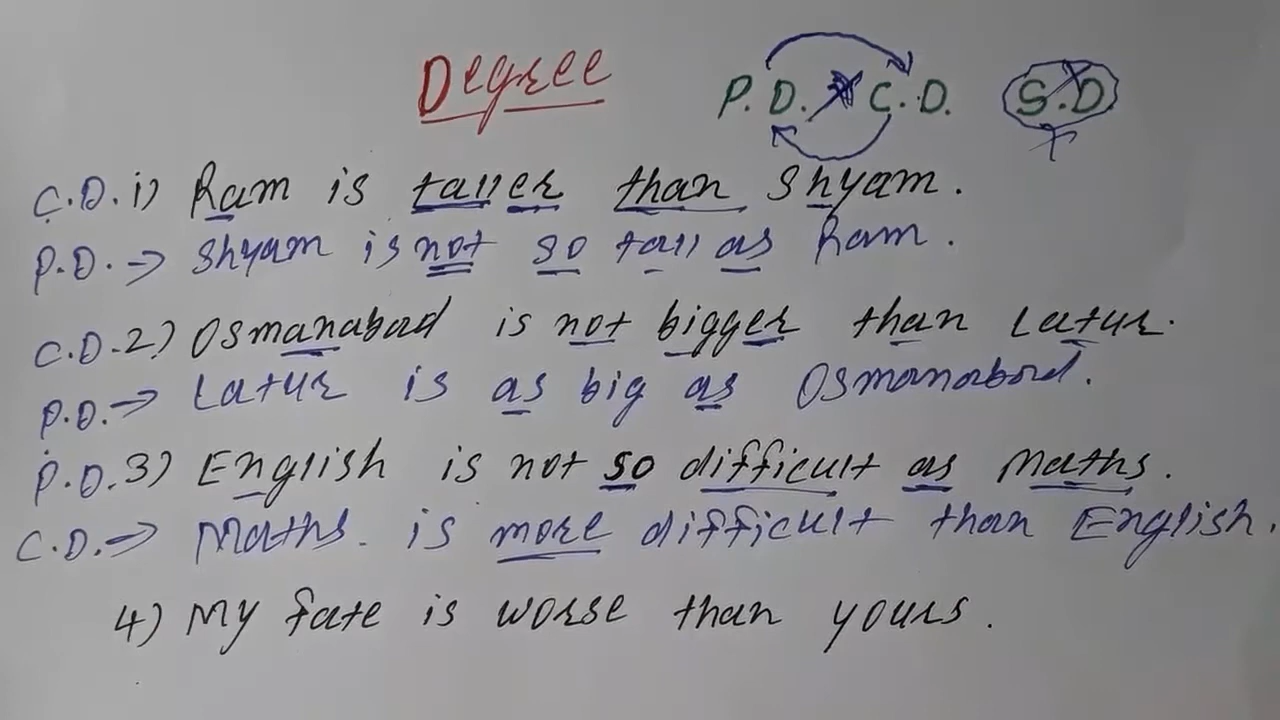 Degree P.D. C.D. S.D
C.D. 1) Ram is taller than Shyam.
P.D. → Shyam is not so tall as Ram.
C.D. 2) Osmanabad is not bigger than Latur.
P.D. → Latur is as big as Osmanabad.
P.D. 3) English is not so difficult as Maths.
C.D. → Maths. is more difficult than English.
4) My fate is worse than yours.